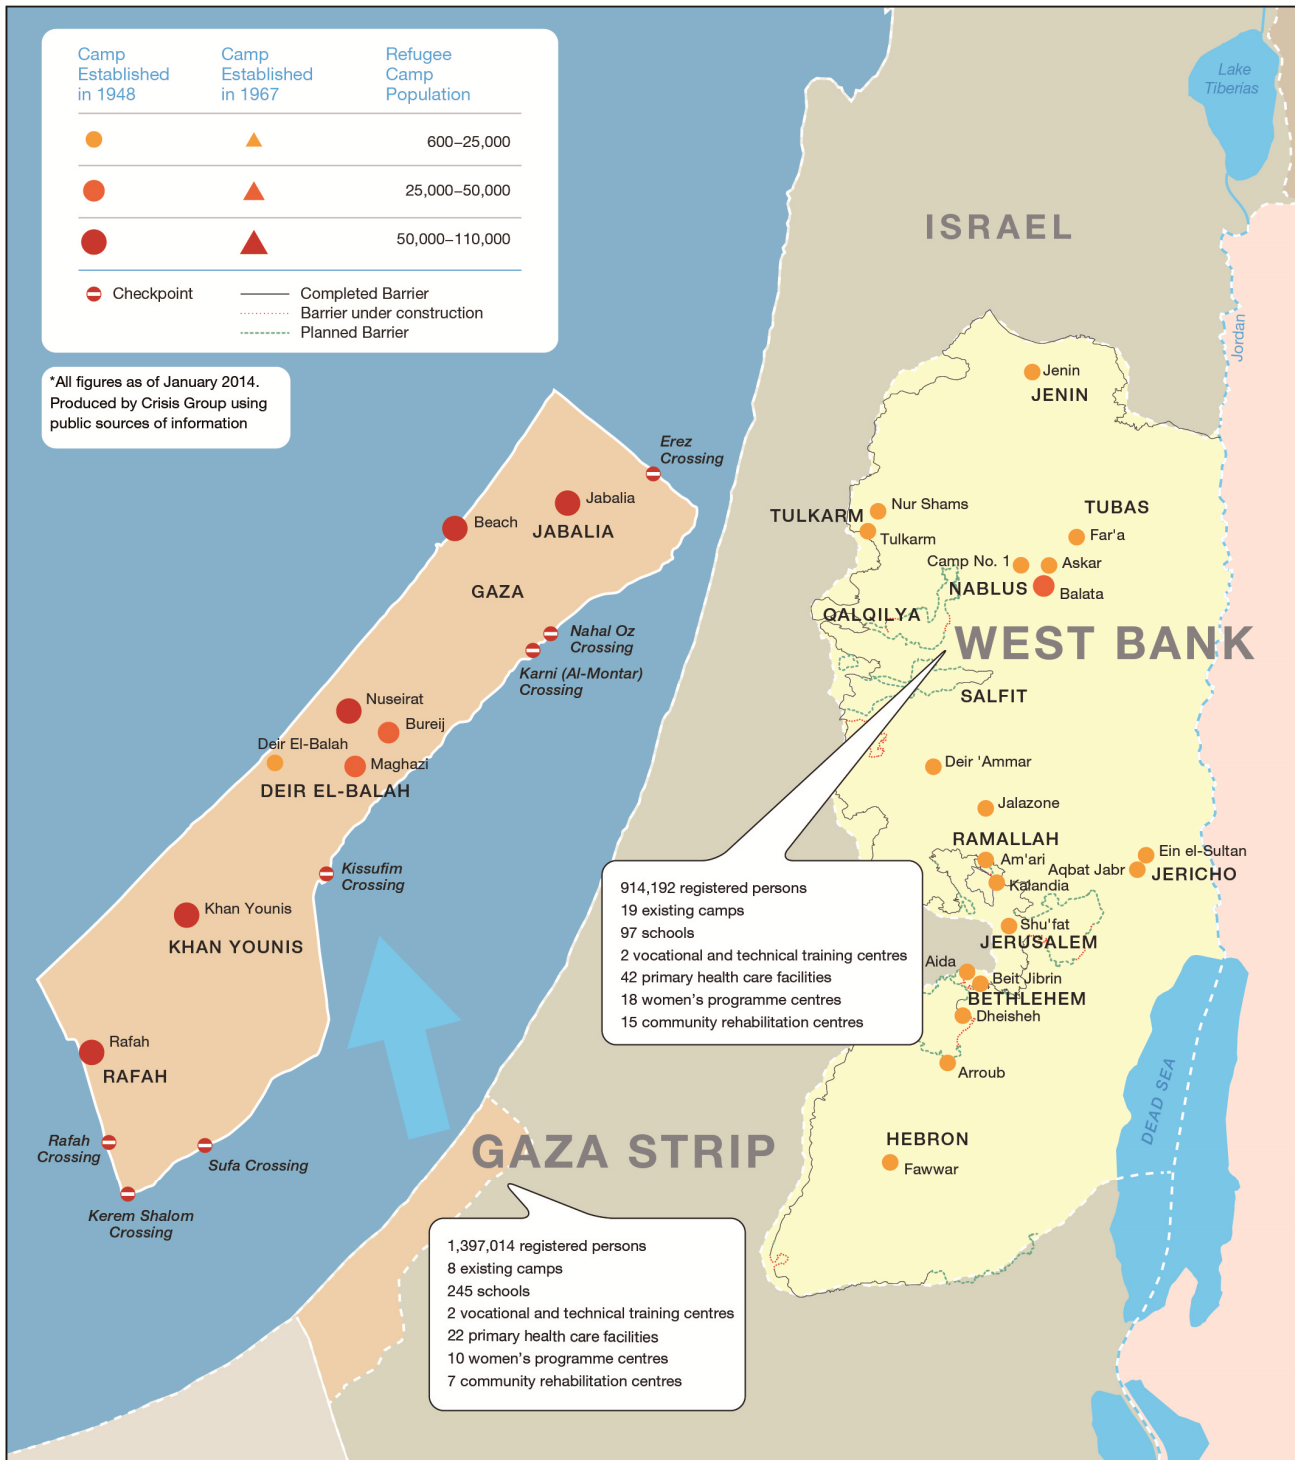 Camp
Established
in 1948
Camp
Established
in 1967
Refugee
Camp
Population
600–25,000
25,000–50,000
50,000–110,000
Checkpoint
Completed Barrier
Barrier under construction
Planned Barrier
*All figures as of January 2014.
Produced by Crisis Group using
public sources of information
Lake
Tiberias
ISRAEL
Jordan
Jenin
JENIN
Erez
Crossing
Jabalia
JABALIA
Beach
GAZA
Nahal Oz
Crossing
Karni (Al-Montar)
Crossing
Nuseirat
Bureij
Deir El-Balah
Maghazi
DEIR EL-BALAH
Kissufim
Crossing
Khan Younis
KHAN YOUNIS
Rafah
RAFAH
Rafah
Crossing
Sufa Crossing
Kerem Shalom
Crossing
TULKARM
Nur Shams
Tulkarm
TUBAS
Far'a
Camp No. 1
Askar
NABLUS
Balata
QALQILYA
WEST BANK
SALFIT
Deir 'Ammar
Jalazone
RAMALLAH
Am'ari
Kalandia
Ein el-Sultan
Aqbat Jabr
JERICHO
Shu'fat
JERUSALEM
Aida
Beit Jibrin
BETHLEHEM
Dheisheh
Arroub
HEBRON
Fawwar
DEAD SEA
914,192 registered persons
19 existing camps
97 schools
2 vocational and technical training centres
42 primary health care facilities
18 women's programme centres
15 community rehabilitation centres
GAZA STRIP
1,397,014 registered persons
8 existing camps
245 schools
2 vocational and technical training centres
22 primary health care facilities
10 women's programme centres
7 community rehabilitation centres